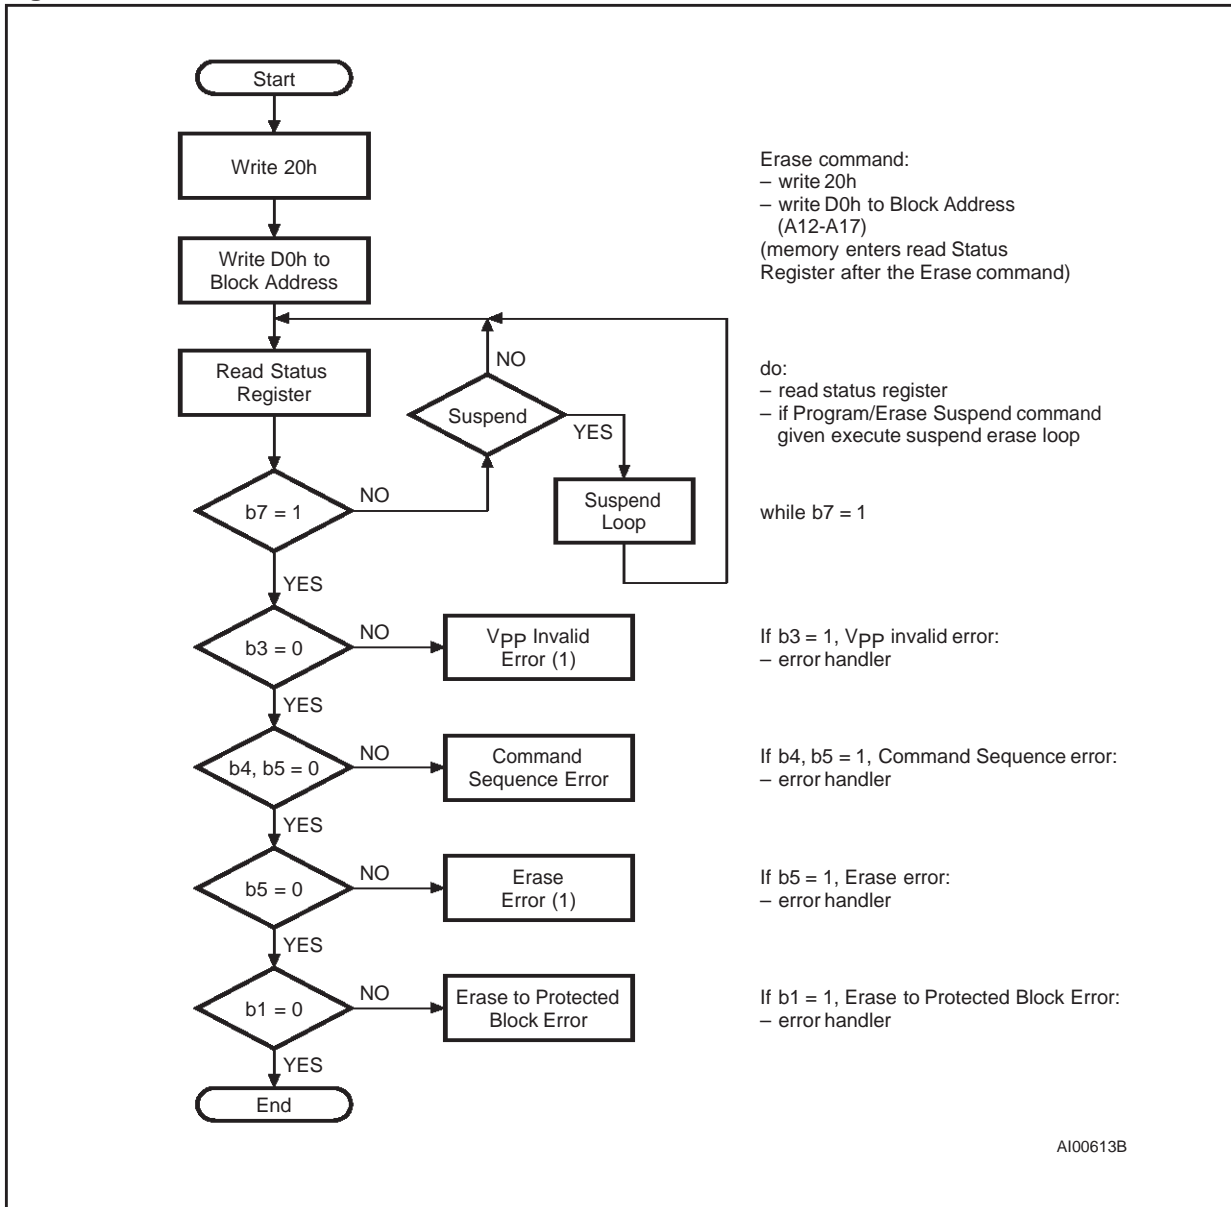 Start
Write 20h
Write D0h to
Block Address
Erase command:
– write 20h
– write D0h to Block Address
(A12-A17)
(memory enters read Status
Register after the Erase command)
Read Status
Register
NO
Suspend
YES
Suspend
Loop
do:
– read status register
– if Program/Erase Suspend command
given execute suspend erase loop
b7 = 1
NO
YES
while b7 = 1
b3 = 0
NO
YES
VPP Invalid
Error (1)
If b3 = 1, VPP invalid error:
– error handler
b4, b5 = 0
NO
YES
Command
Sequence Error
If b4, b5 = 1, Command Sequence error:
– error handler
b5 = 0
NO
YES
Erase
Error (1)
If b5 = 1, Erase error:
– error handler
b1 = 0
NO
YES
Erase to Protected
Block Error
If b1 = 1, Erase to Protected Block Error:
– error handler
End
AI00613B